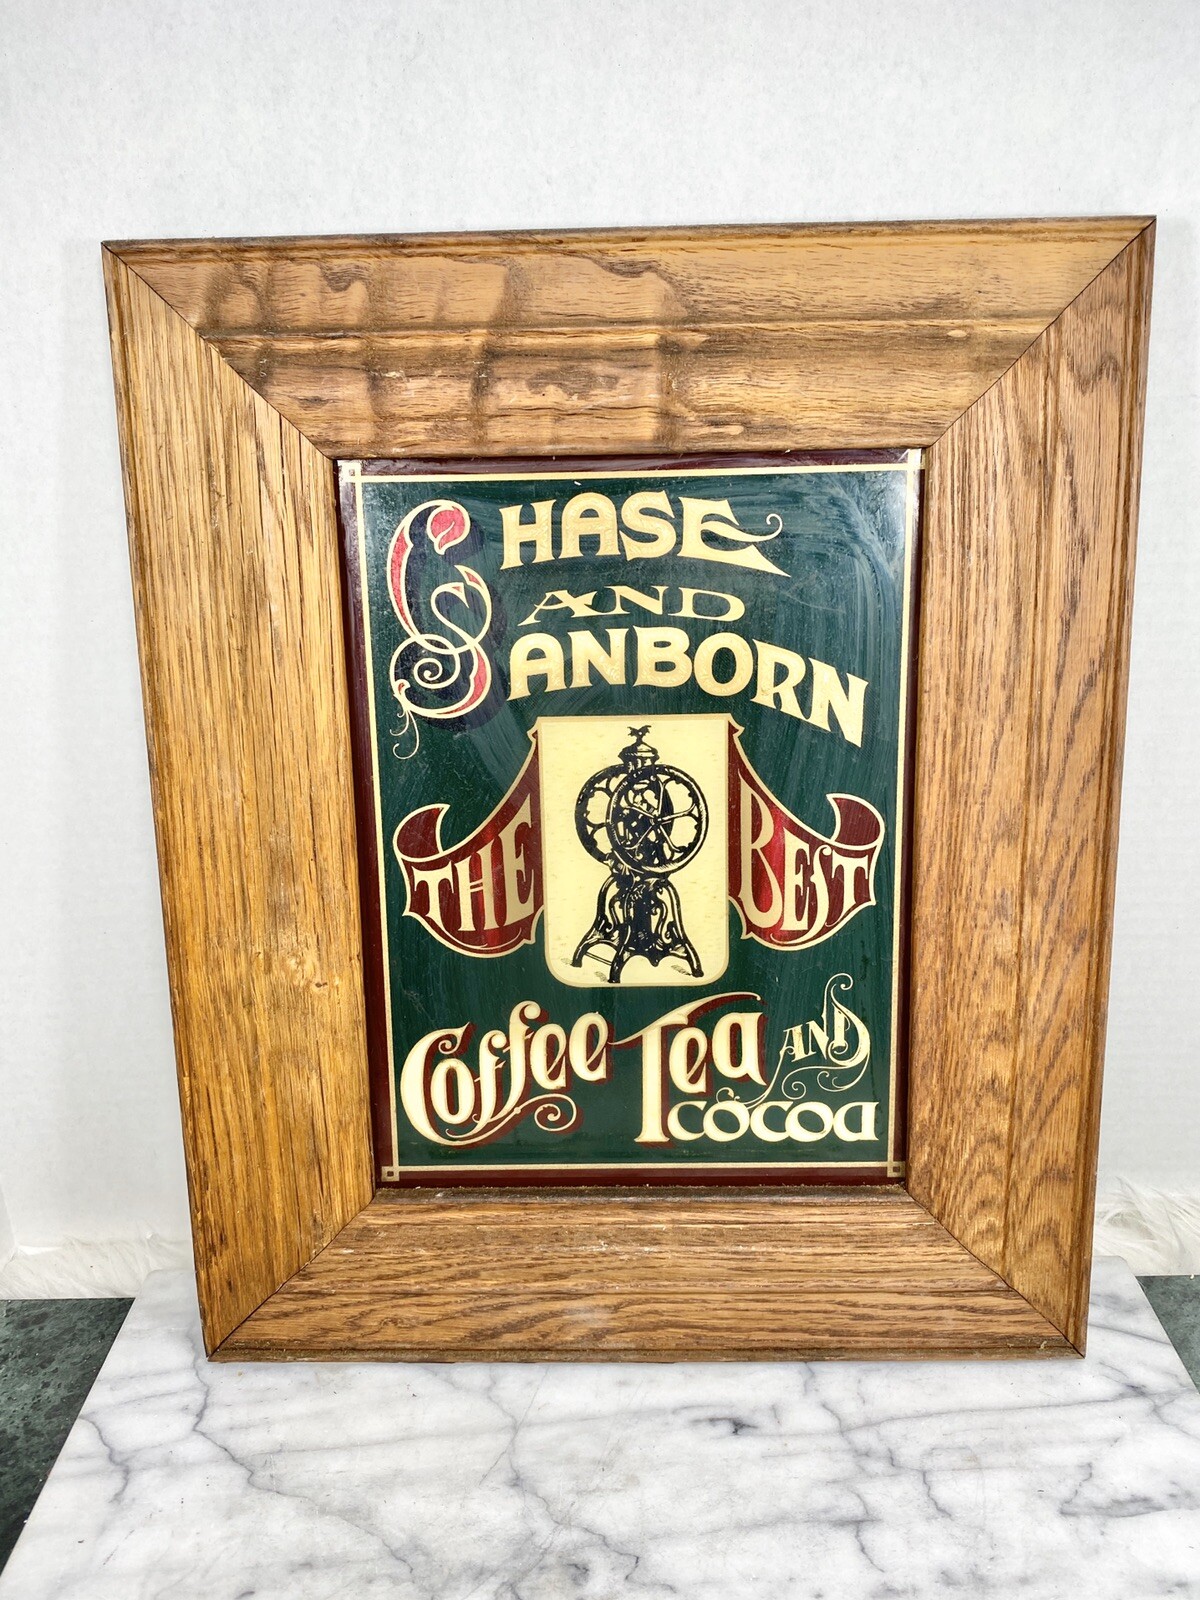 CHASE
AND
SANBORN
THE BEST
Coffee Tea AND
COCOA